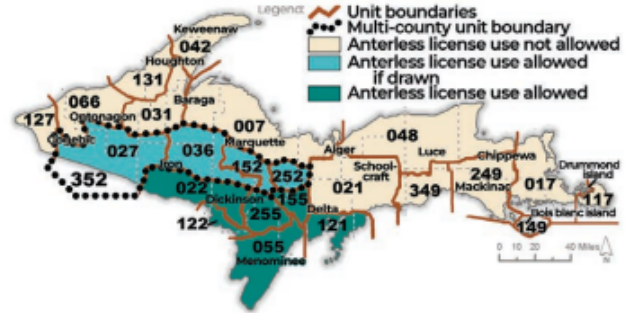 Legend:
Unit boundaries
Multi-county unit boundary
Anterless license use not allowed
Anterless license use allowed
if drawn
Anterless license use allowed
Keweenaw
042
Houghton
131
Baraga
066
Ontonagon
031
127
Gogebic
027
036
007
Marquette
Iron
152
252
352
022
Dickinson
155
255
122
055
Menominee
Delta
121
Alger
048
Luce
School-
craft
021
349
Chippewa
249
Mackinac
017
Drummond
island
117
Bois blanc island
149
0 10 20 40 Miles
N